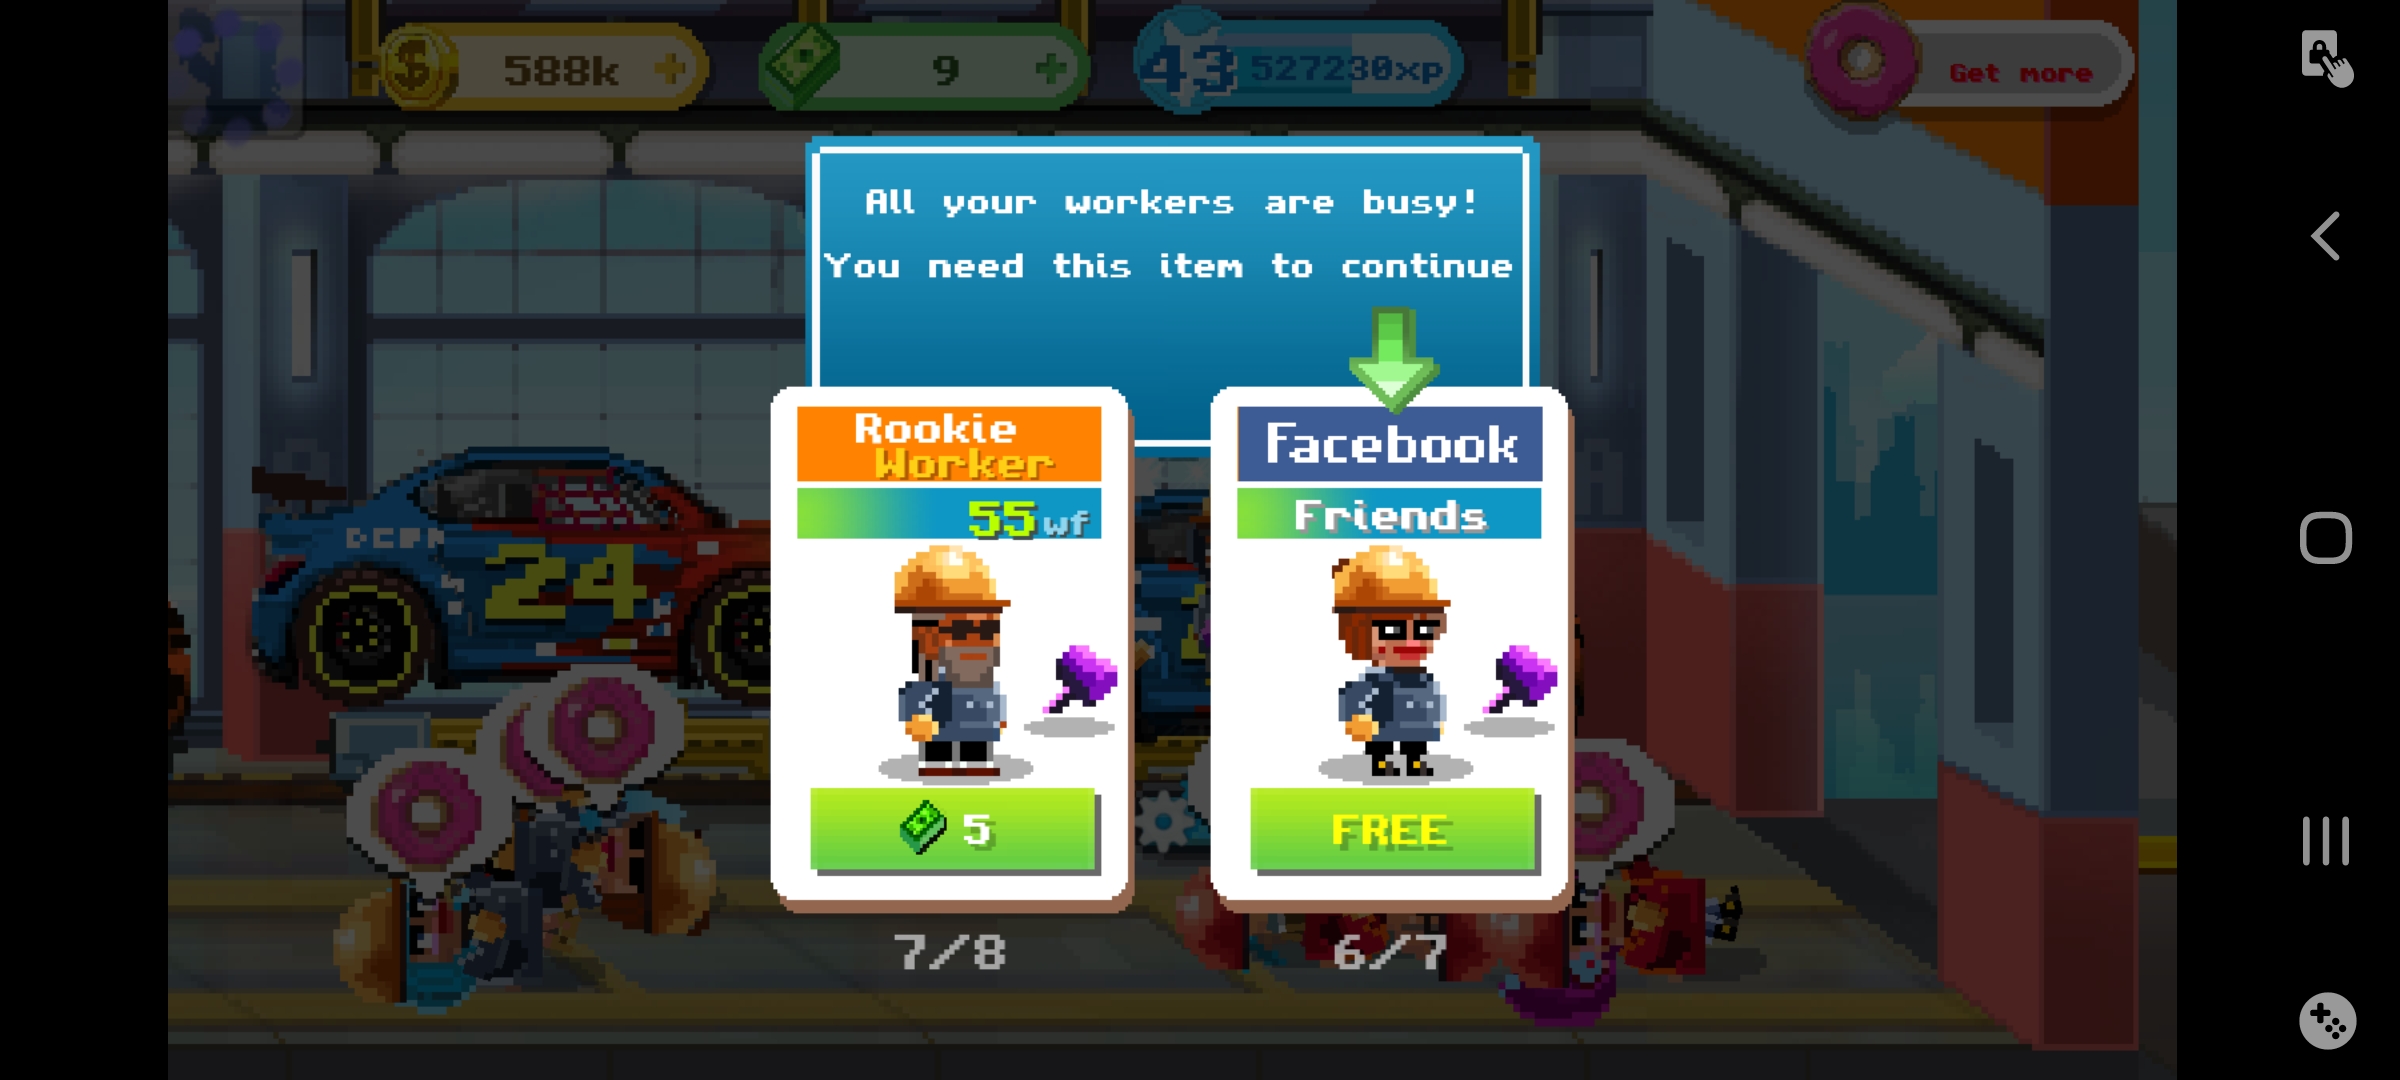 588k
9
43 527230xp
Get more
All your workers are busy!
You need this item to continue
Rookie
Worker
55wf
Facebook
Friends
24
5
FREE
7/8
6/7